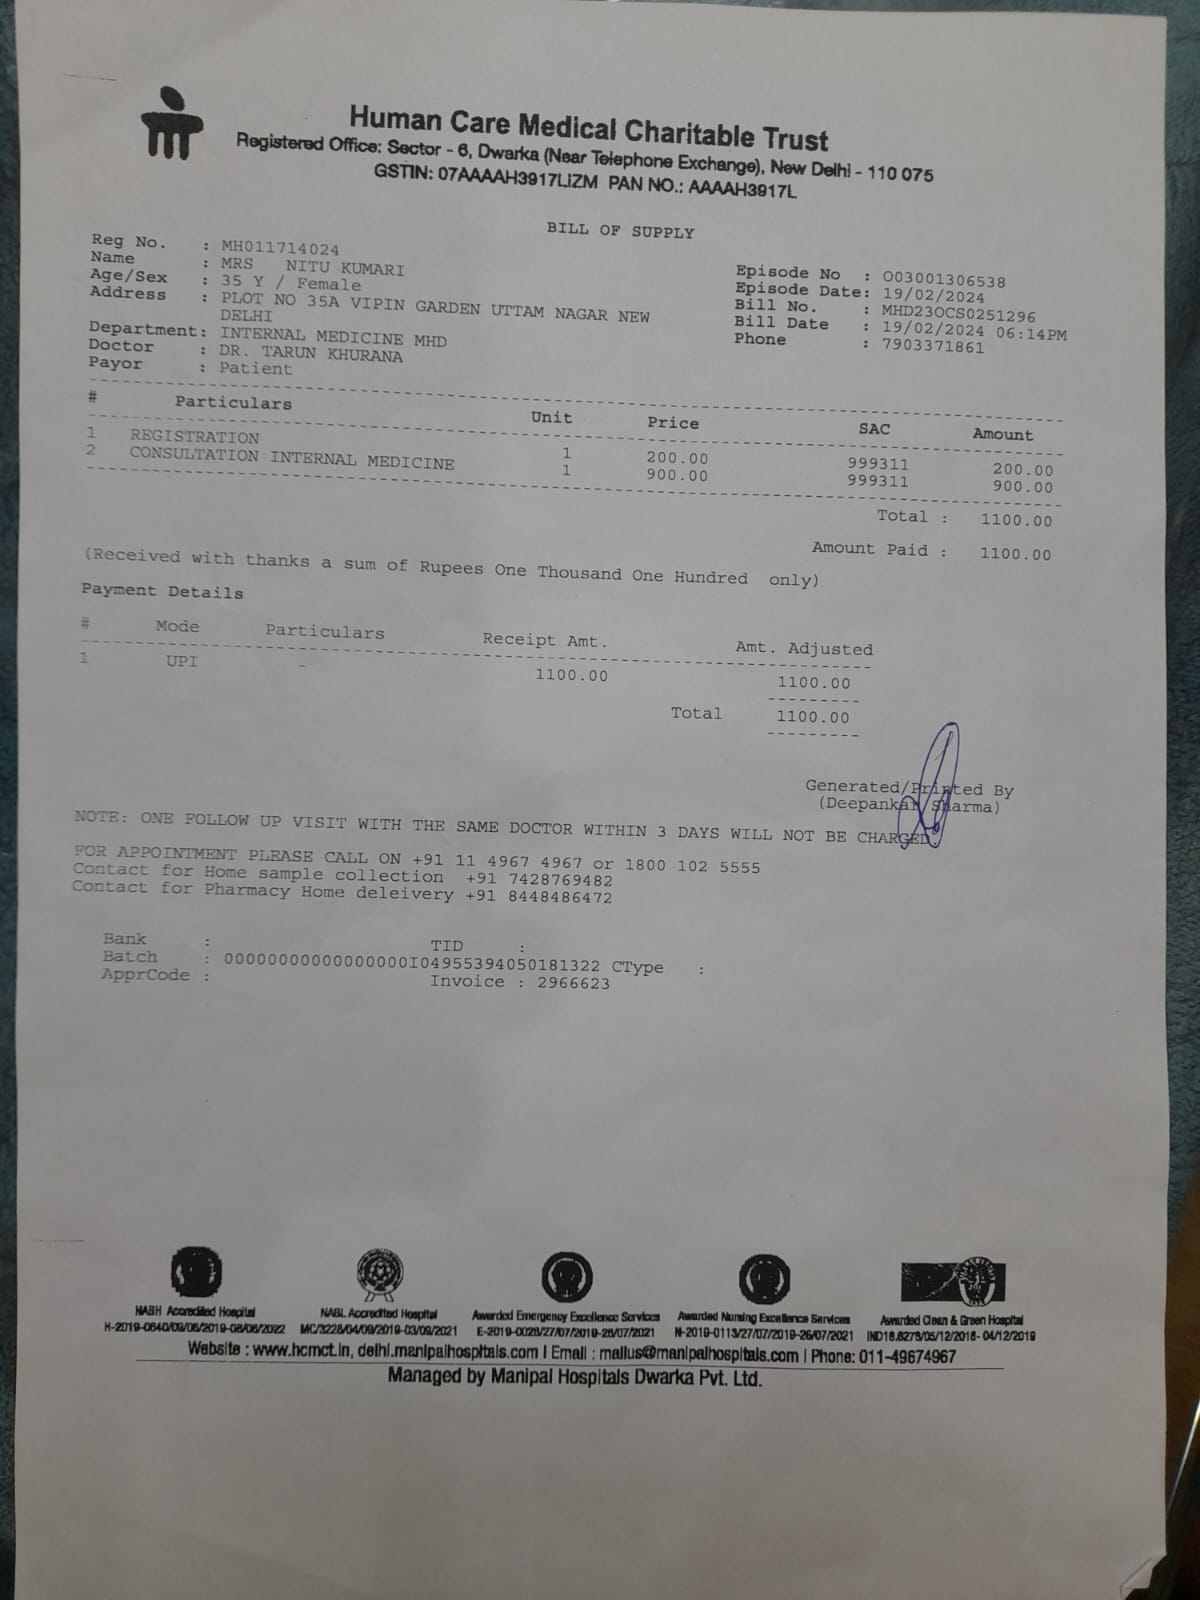 Human Care Medical Charitable Trust
Registered Office: Sector - 6, Dwarka (Near Telephone Exchange), New Delhi - 110 075
GSTIN: 07AAAAH3917LIZM PAN NO.: AAAAH3917L
BILL OF SUPPLY
Reg No. : MH011714024
Name : MRS NITU KUMARI
Age/Sex : 35 Y / Female
Address : PLOT NO 35A VIPIN GARDEN UTTAM NAGAR NEW
DELHI
Department: INTERNAL MEDICINE MHD
Doctor : DR. TARUN KHURANA
Payor : Patient
Episode No : O03001306538
Episode Date: 19/02/2024
Bill No. : MHD23OCS0251296
Bill Date : 19/02/2024 06:14PM
Phone : 7903371861
# Particulars Unit Price SAC Amount
1 REGISTRATION 1 200.00 999311 200.00
2 CONSULTATION INTERNAL MEDICINE 1 900.00 999311 900.00
Total : 1100.00
Amount Paid : 1100.00
(Received with thanks a sum of Rupees One Thousand One Hundred only)
Payment Details
# Mode Particulars Receipt Amt. Amt. Adjusted
1 UPI - 1100.00 1100.00
Total 1100.00
Generated/Printed By
(Deepankar Sharma)
NOTE: ONE FOLLOW UP VISIT WITH THE SAME DOCTOR WITHIN 3 DAYS WILL NOT BE CHARGED.
FOR APPOINTMENT PLEASE CALL ON +91 11 4967 4967 or 1800 102 5555
Contact for Home sample collection +91 7428769482
Contact for Pharmacy Home deleivery +91 8448486472
Bank : TID :
Batch : 00000000000000000I04955394050181322 CType :
ApprCode : Invoice : 2966623
NABH Accredited Hospital
H-2019-0640/09/06/2019-08/06/2022
NABL Accredited Hospital
MC/3228/04/09/2019-03/09/2021
Awarded Emergency Excellence Services
E-2019-0028/27/07/2019-26/07/2021
Awarded Nursing Excellence Services
N-2019-0113/27/07/2019-26/07/2021
Awarded Clean & Green Hospital
IND18.6278/05/12/2018- 04/12/2019
Website : www.hcmct.in, delhi.manipalhospitals.com | Email : mailus@manipalhospitals.com | Phone: 011-49674967
Managed by Manipal Hospitals Dwarka Pvt. Ltd.